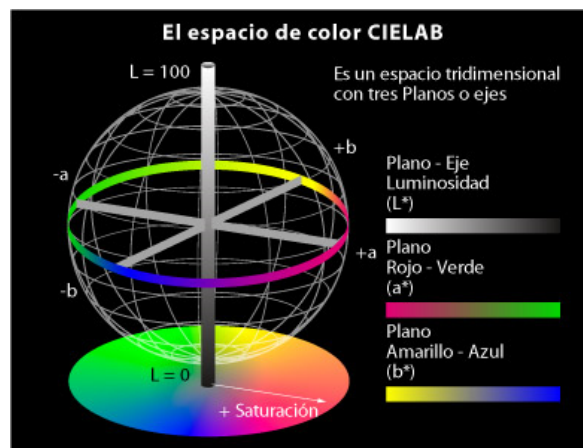 El espacio de color CIELAB
L = 100
Es un espacio tridimensional
con tres Planos o ejes
+b
-a
Plano - Eje
Luminosidad
(L*)
Plano
Rojo - Verde
(a*)
+a
-b
Plano
Amarillo - Azul
(b*)
L = 0
+ Saturación